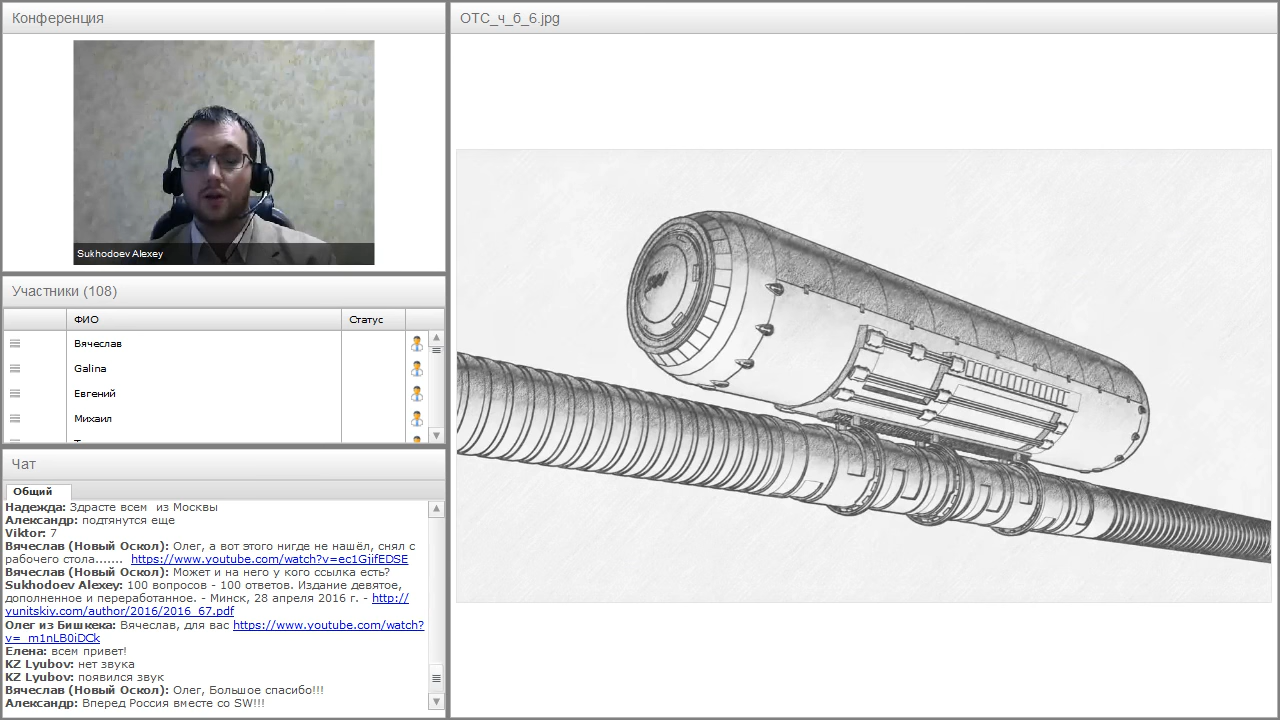 Конференция
Sukhodoev Alexey
Участники (108)
ФИО
Статус
Вячеслав
Galina
Евгений
Михаил
Чат
Общий
Надежда: Здрасте всем  из Москвы
Александр: подтянутся еще
Viktor: 7
Вячеслав (Новый Оскол): Олег, а вот этого нигде не нашёл, снял с
рабочего стола.......  https://www.youtube.com/watch?v=ec1GjifEDSE
Вячеслав (Новый Оскол): Может и на него у кого ссылка есть?
Sukhodoev Alexey: 100 вопросов - 100 ответов. Издание девятое,
дополненное и переработанное. - Минск, 28 апреля 2016 г. - http://
yunitskiy.com/author/2016/2016_67.pdf
Олег из Бишкека: Вячеслав, для вас https://www.youtube.com/watch?
v=_m1nLB0iDCk
Елена: всем привет!
KZ Lyubov: нет звука
KZ Lyubov: появился звук
Вячеслав (Новый Оскол): Олег, Большое спасибо!!!
Александр: Вперед Россия вместе со SW!!!
ОТС_ч_б_6.jpg